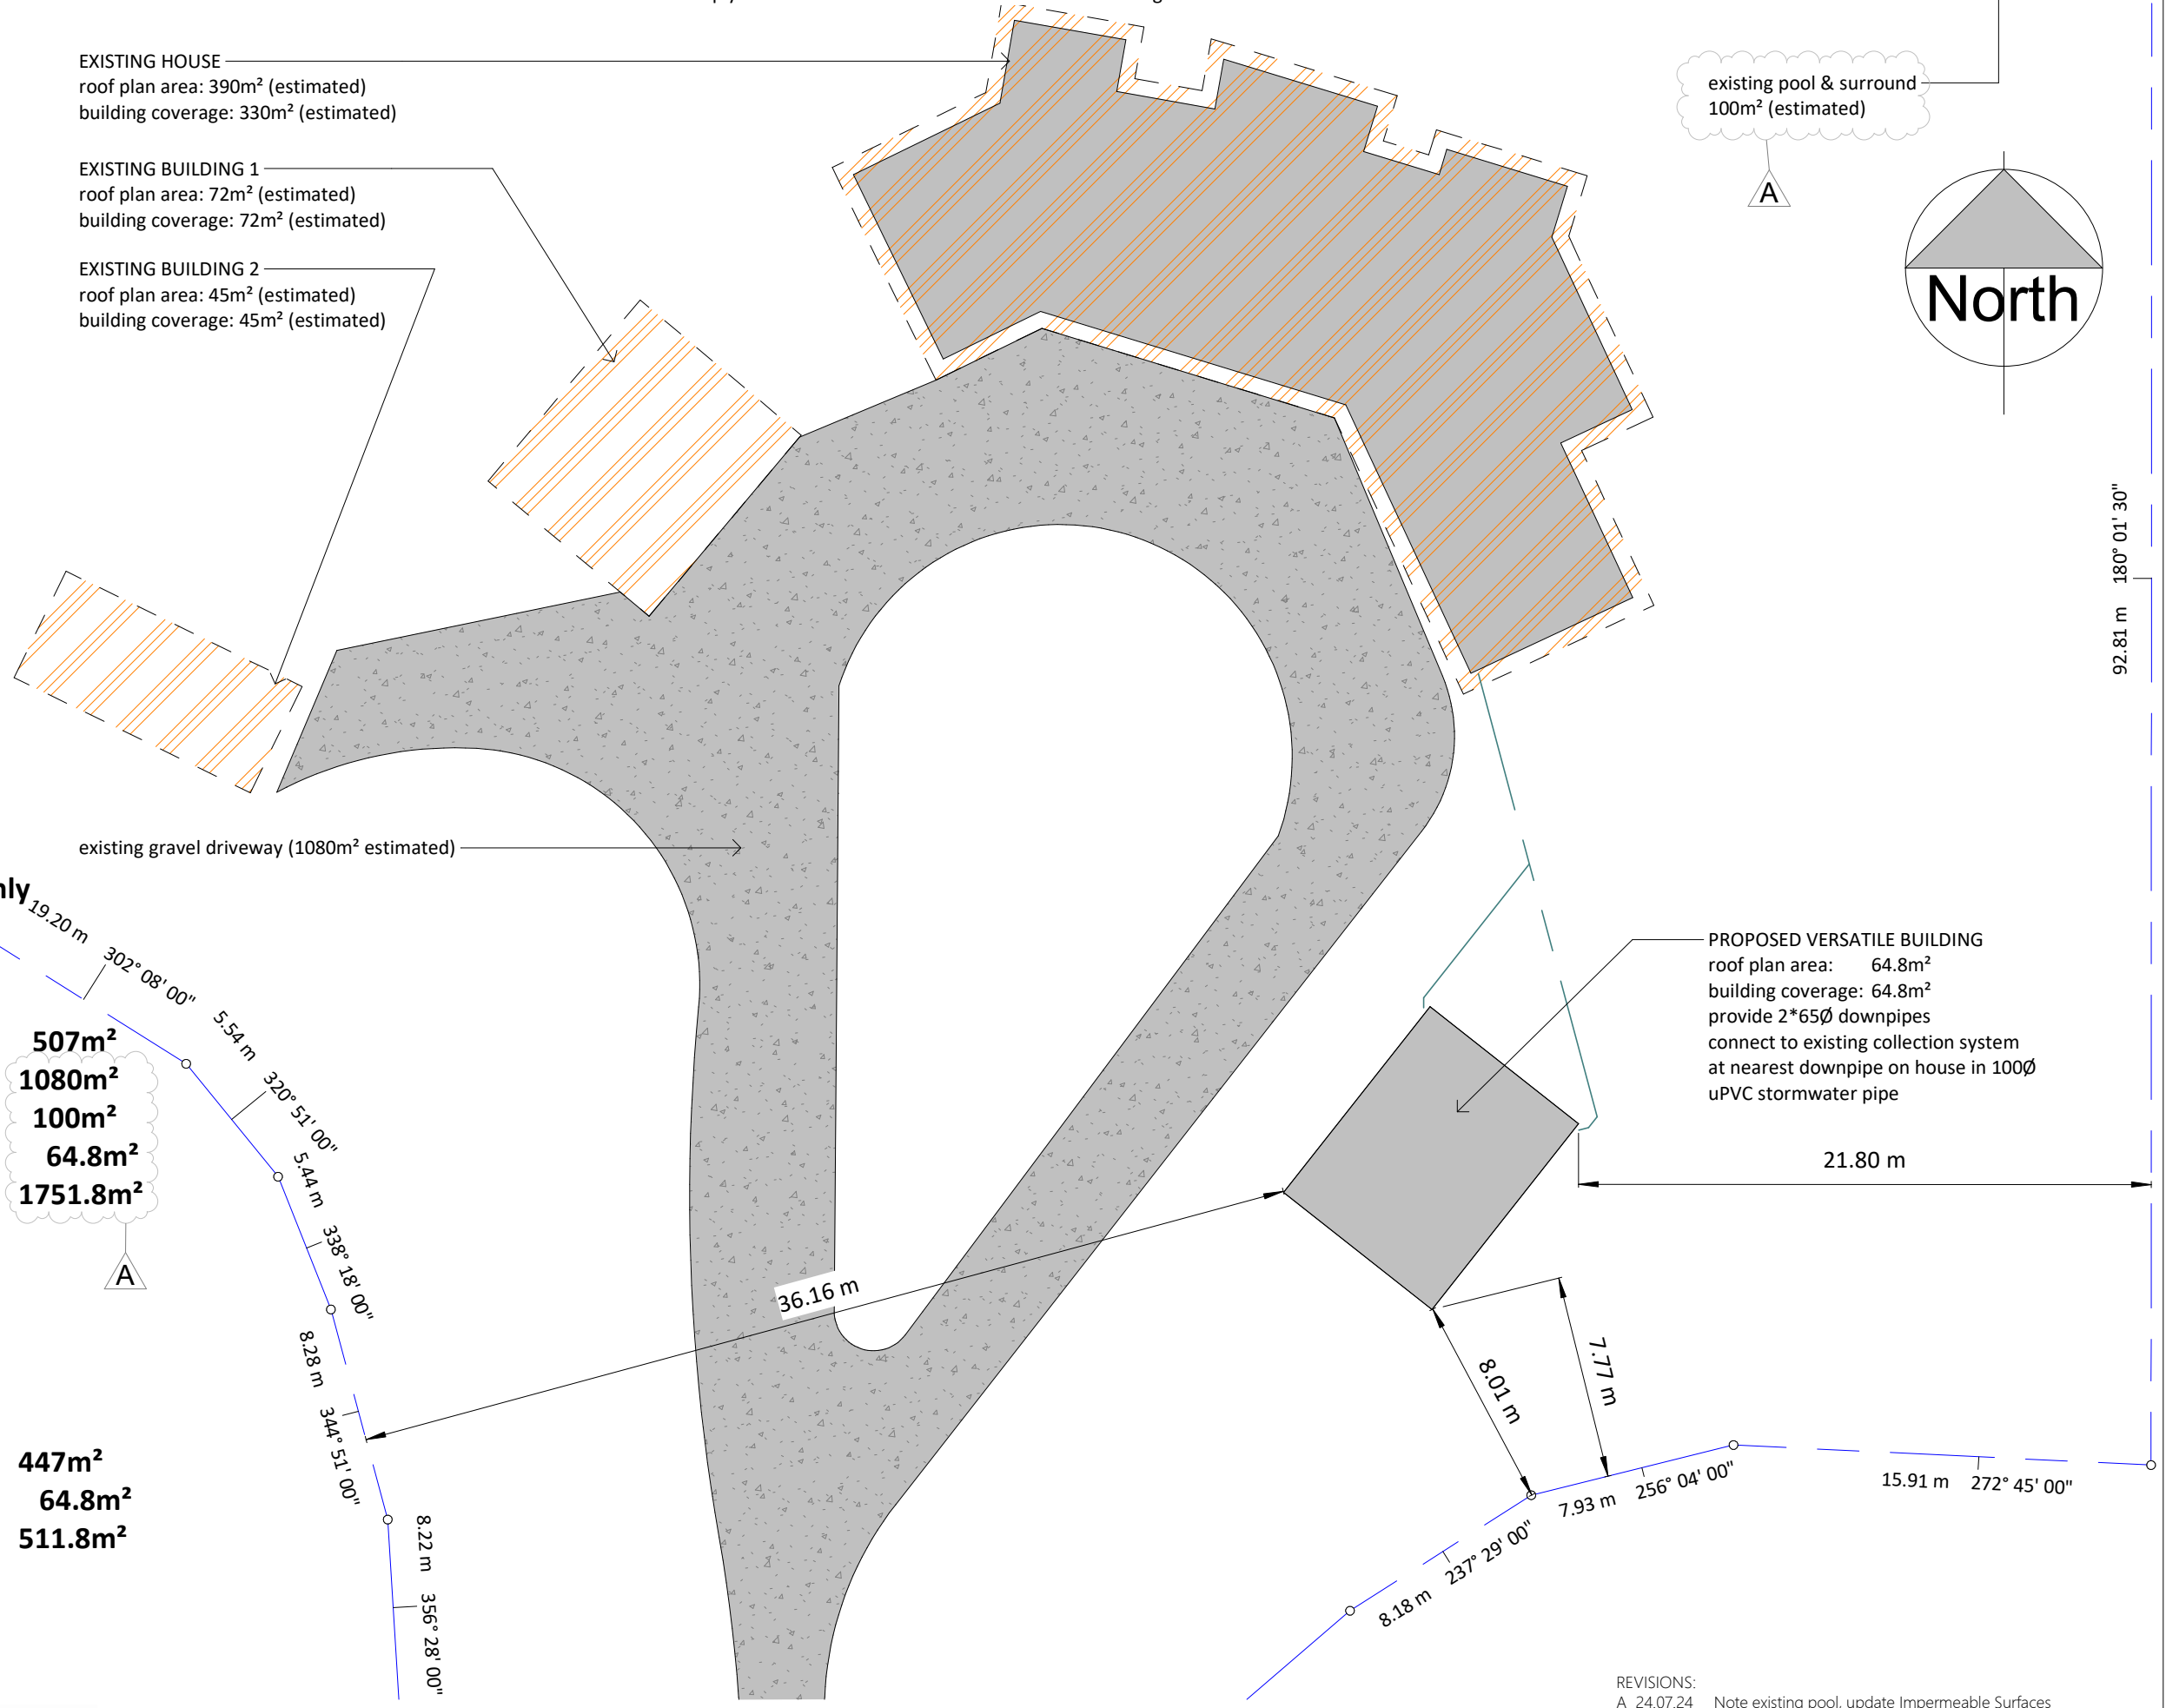 EXISTING HOUSE
roof plan area: 390m² (estimated)
building coverage: 330m² (estimated)
EXISTING BUILDING 1
roof plan area: 72m² (estimated)
building coverage: 72m² (estimated)
EXISTING BUILDING 2
roof plan area: 45m² (estimated)
building coverage: 45m² (estimated)
existing pool & surround
100m² (estimated)
A
North
92.81 m 180° 01' 30"
existing gravel driveway (1080m² estimated)
19.20 m 302° 08' 00"
5.54 m 320° 51' 00"
5.44 m 338° 18' 00"
8.28 m 344° 51' 00"
8.22 m 356° 28' 00"
507m²
1080m²
100m²
64.8m²
1751.8m²
A
447m²
64.8m²
511.8m²
PROPOSED VERSATILE BUILDING
roof plan area: 64.8m²
building coverage: 64.8m²
provide 2*65Ø downpipes
connect to existing collection system
at nearest downpipe on house in 100Ø
uPVC stormwater pipe
21.80 m
36.16 m
8.01 m
7.77 m
7.93 m 256° 04' 00"
15.91 m 272° 45' 00"
8.18 m 237° 29' 00"
REVISIONS:
A 24.07.24 Note existing pool, update Impermeable Surfaces